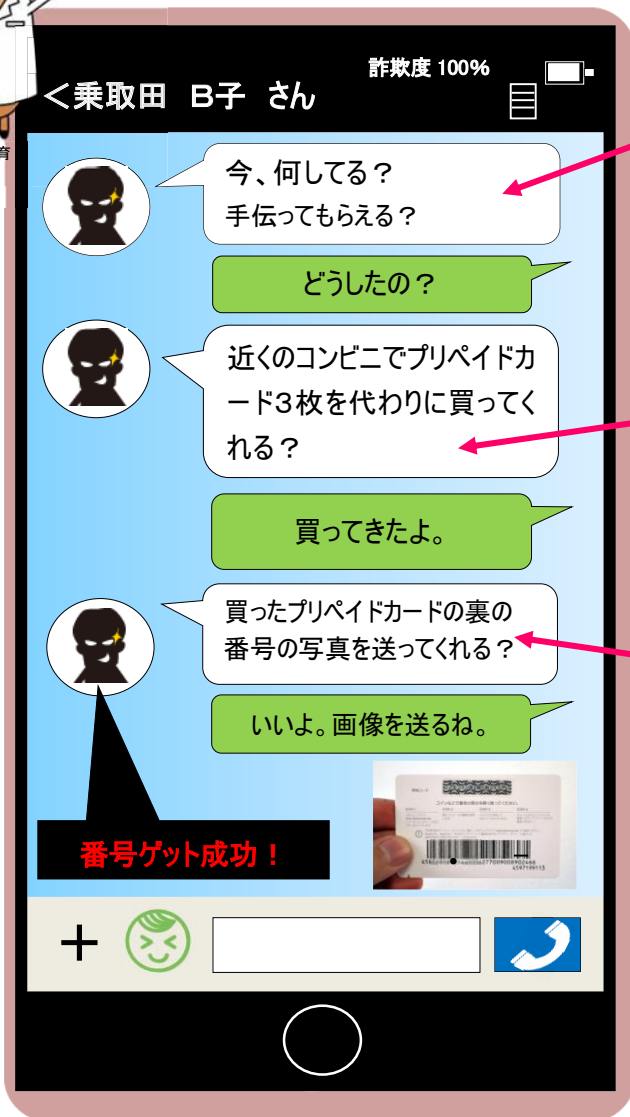 詐欺度 100%
＜乗取田　B子　さん
育
今、何してる？
手伝ってもらえる？
どうしたの？
近くのコンビニでプリペイドカ
ード３枚を代わりに買ってく
れる？
買ってきたよ。
買ったプリペイドカードの裏の
番号の写真を送ってくれる？
いいよ。画像を送るね。
番号ゲット成功！